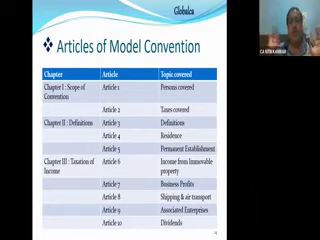 Globalca
❖ Articles of Model Convention
Chapter Article Topic covered
Chapter I : Scope of Convention Article 1 Persons covered
Article 2 Taxes covered
Chapter II : Definitions Article 3 Definitions
Article 4 Residence
Article 5 Permanent Establishment
Chapter III : Taxation of Income Article 6 Income from Immovable property
Article 7 Business Profits
Article 8 Shipping & air transport
Article 9 Associated Enterprises
Article 10 Dividends